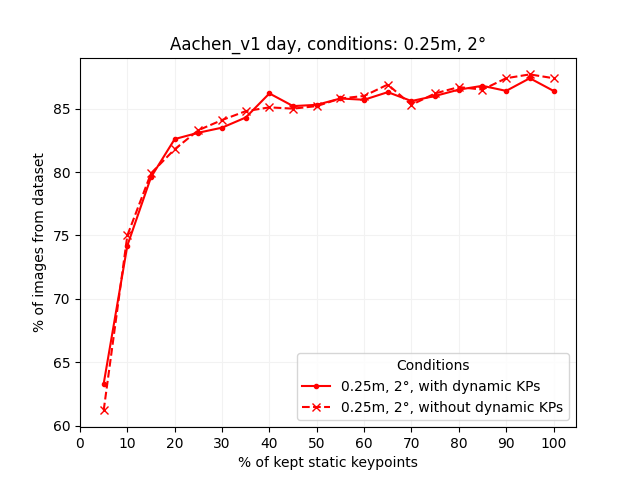 Aachen_v1 day, conditions: 0.25m, 2°
% of images from dataset
85
80
75
70
65
60
0 10 20 30 40 50 60 70 80 90 100
% of kept static keypoints
Conditions
0.25m, 2°, with dynamic KPs
0.25m, 2°, without dynamic KPs